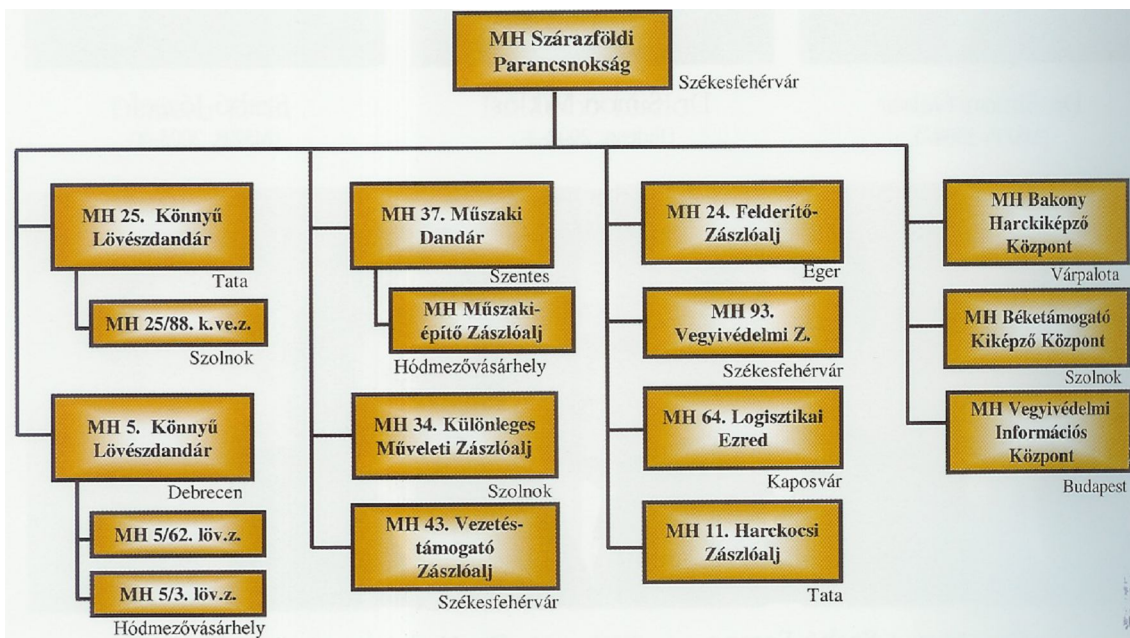 MH Szárazföldi
Parancsnokság
Székesfehérvár
MH 25. Könnyű
Lövészdandár
Tata
MH 25/88. k.ve.z.
Szolnok
MH 5. Könnyű
Lövészdandár
Debrecen
MH 5/62. löv.z.
MH 5/3. löv.z.
Hódmezővásárhely
MH 37. Műszaki
Dandár
Szentes
MH Műszaki-
építő Zászlóalj
Hódmezővásárhely
MH 34. Különleges
Műveleti Zászlóalj
Szolnok
MH 43. Vezetés-
támogató
Zászlóalj
Székesfehérvár
MH 24. Felderítő-
Zászlóalj
Eger
MH 93.
Vegyivédelmi Z.
Székesfehérvár
MH 64. Logisztikai
Ezred
Kaposvár
MH 11. Harckocsi
Zászlóalj
Tata
MH Bakony
Harckiképző
Központ
Várpalota
MH Béketámogató
Kiképző Központ
Szolnok
MH Vegyivédelmi
Információs
Központ
Budapest